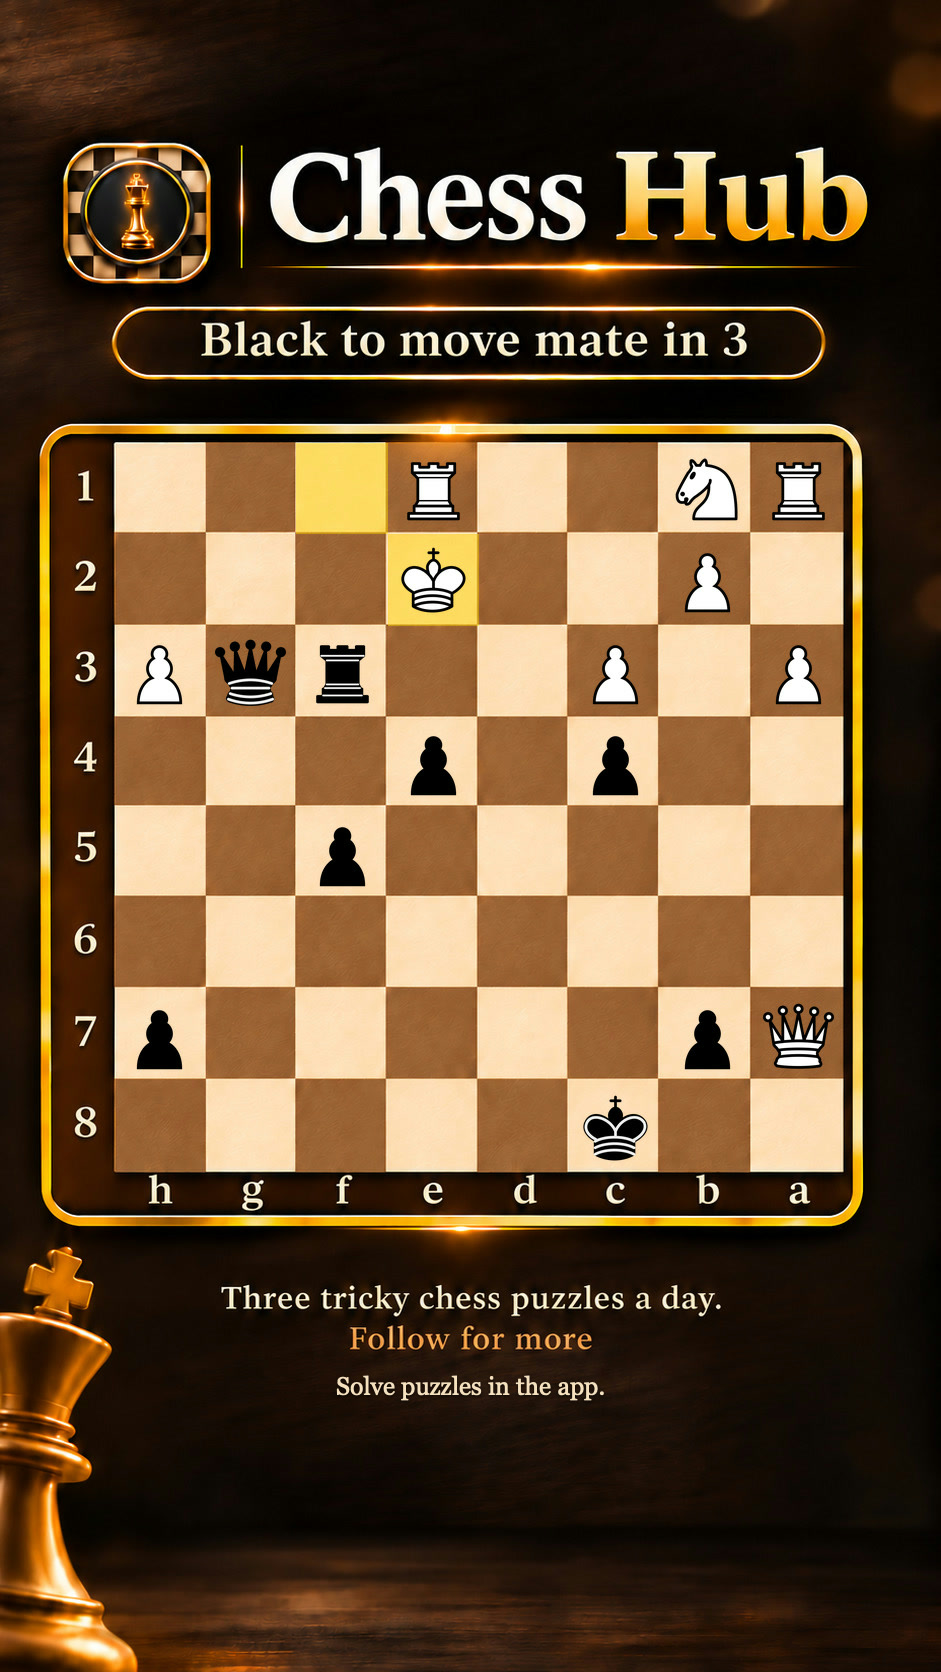 Chess Hub
Black to move mate in 3
1
2
3
4
5
6
7
8
h g f e d c b a
Three tricky chess puzzles a day.
Follow for more
Solve puzzles in the app.